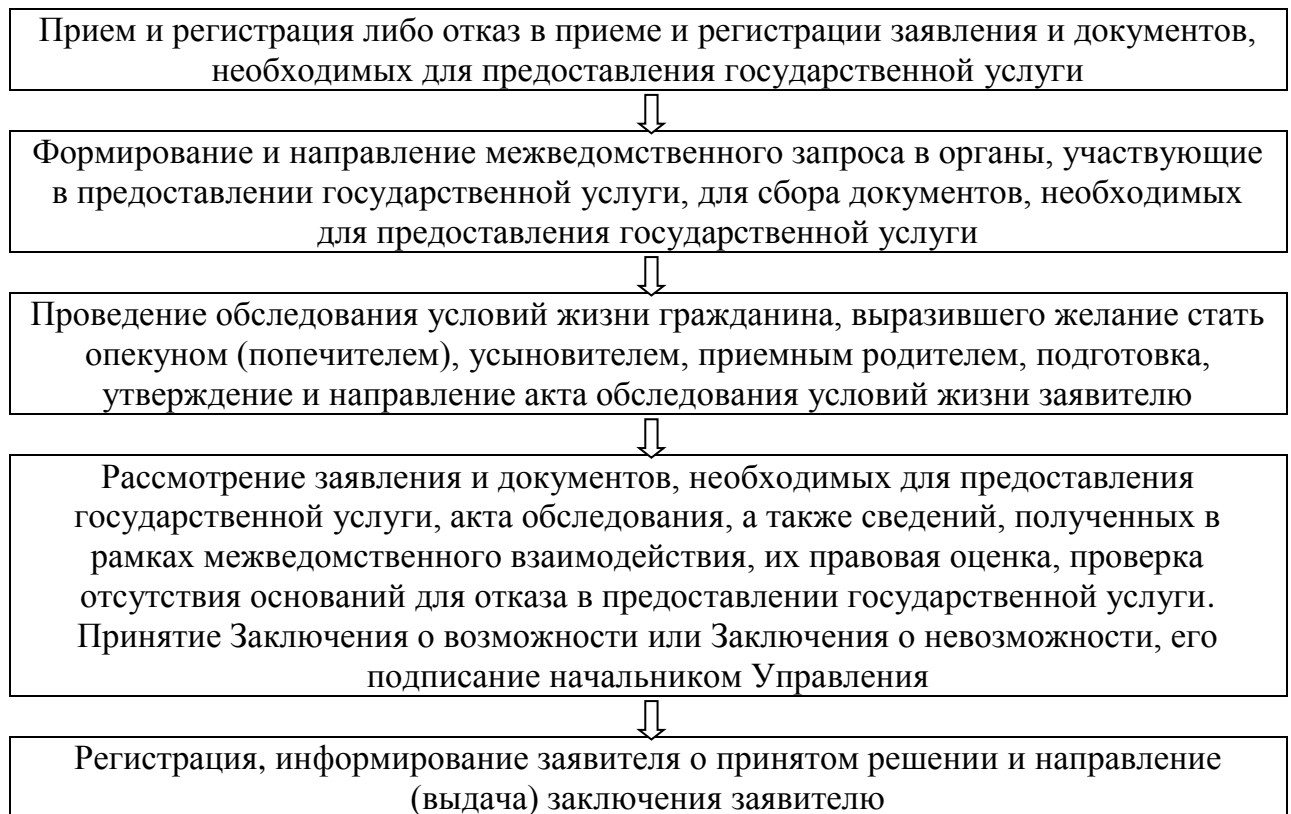 Прием и регистрация либо отказ в приеме и регистрации заявления и документов,
необходимых для предоставления государственной услуги
Формирование и направление межведомственного запроса в органы, участвующие
в предоставлении государственной услуги, для сбора документов, необходимых
для предоставления государственной услуги
Проведение обследования условий жизни гражданина, выразившего желание стать
опекуном (попечителем), усыновителем, приемным родителем, подготовка,
утверждение и направление акта обследования условий жизни заявителю
Рассмотрение заявления и документов, необходимых для предоставления
государственной услуги, акта обследования, а также сведений, полученных в
рамках межведомственного взаимодействия, их правовая оценка, проверка
отсутствия оснований для отказа в предоставлении государственной услуги.
Принятие Заключения о возможности или Заключения о невозможности, его
подписание начальником Управления
Регистрация, информирование заявителя о принятом решении и направление
(выдача) заключения заявителю